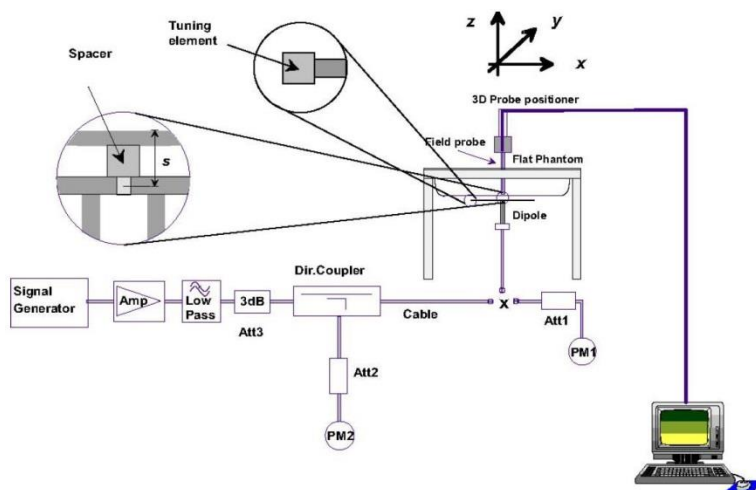 Tuning
element
Spacer
s
z
y
x
3D Probe positioner
Field probe
Flat Phantom
Dipole
Signal
Generator
Amp
Low
Pass
3dB
Att3
Dir.Coupler
Cable
x
Att1
PM1
Att2
PM2